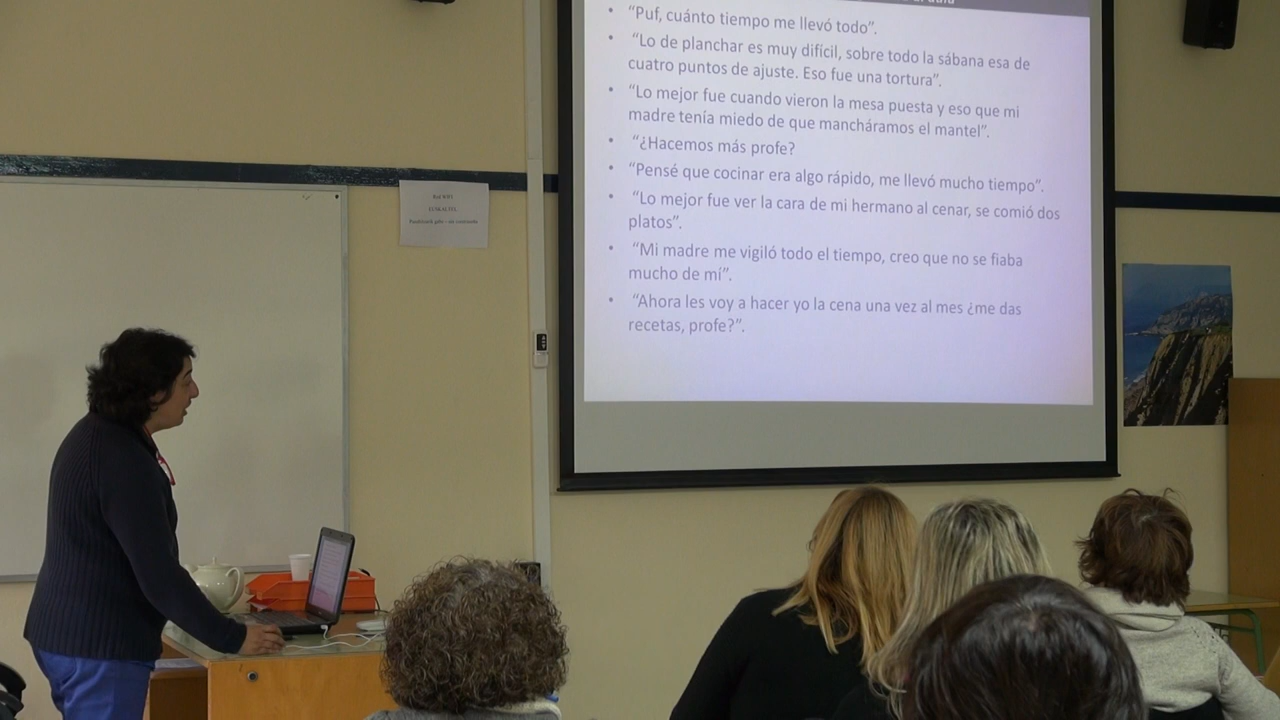 “Puf, cuánto tiempo me llevó todo”.
“Lo de planchar es muy difícil, sobre todo la sábana esa de
cuatro puntos de ajuste. Eso fue una tortura”.
“Lo mejor fue cuando vieron la mesa puesta y eso que mi
madre tenía miedo de que mancháramos el mantel”.
“¿Hacemos más profe?
“Pensé que cocinar era algo rápido, me llevó mucho tiempo”.
“Lo mejor fue ver la cara de mi hermano al cenar, se comió dos
platos”.
“Mi madre me vigiló todo el tiempo, creo que no se fiaba
mucho de mí”.
“Ahora les voy a hacer yo la cena una vez al mes ¿me das
recetas, profe?”.